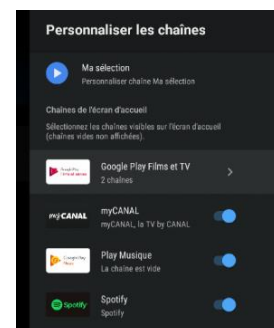 Personnaliser les chaînes
Ma sélection
Personnaliser chaîne Ma sélection
Chaînes de l'écran d'accueil
Sélectionnez les chaînes visibles sur l'écran d'accueil
(chaînes vides non affichées).
Google Play Films et TV
2 chaînes
myCANAL
myCANAL
myCANAL, la TV by CANAL
Google Play
Play Musique
La chaîne est vide
Spotify
Spotify
Spotify